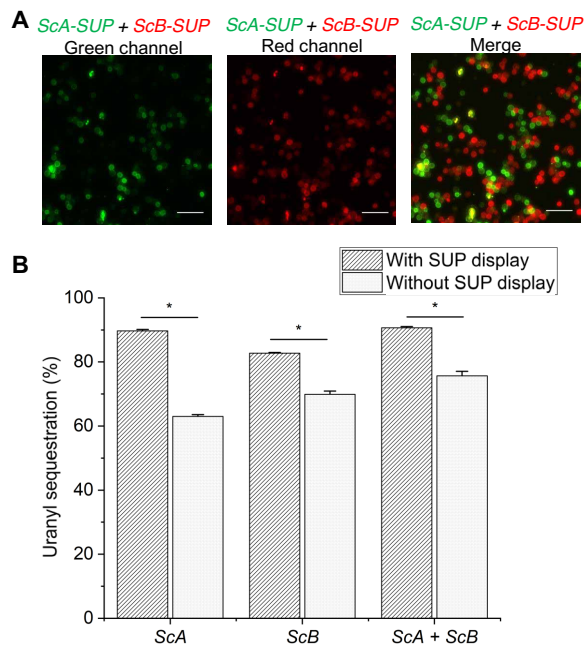 A
ScA-SUP + ScB-SUP ScA-SUP + ScB-SUP ScA-SUP + ScB-SUP
Green channel Red channel Merge
B
With SUP display
Without SUP display
* * *
Uranyl sequestration (%)
100
80
60
40
20
0
ScA ScB ScA + ScB